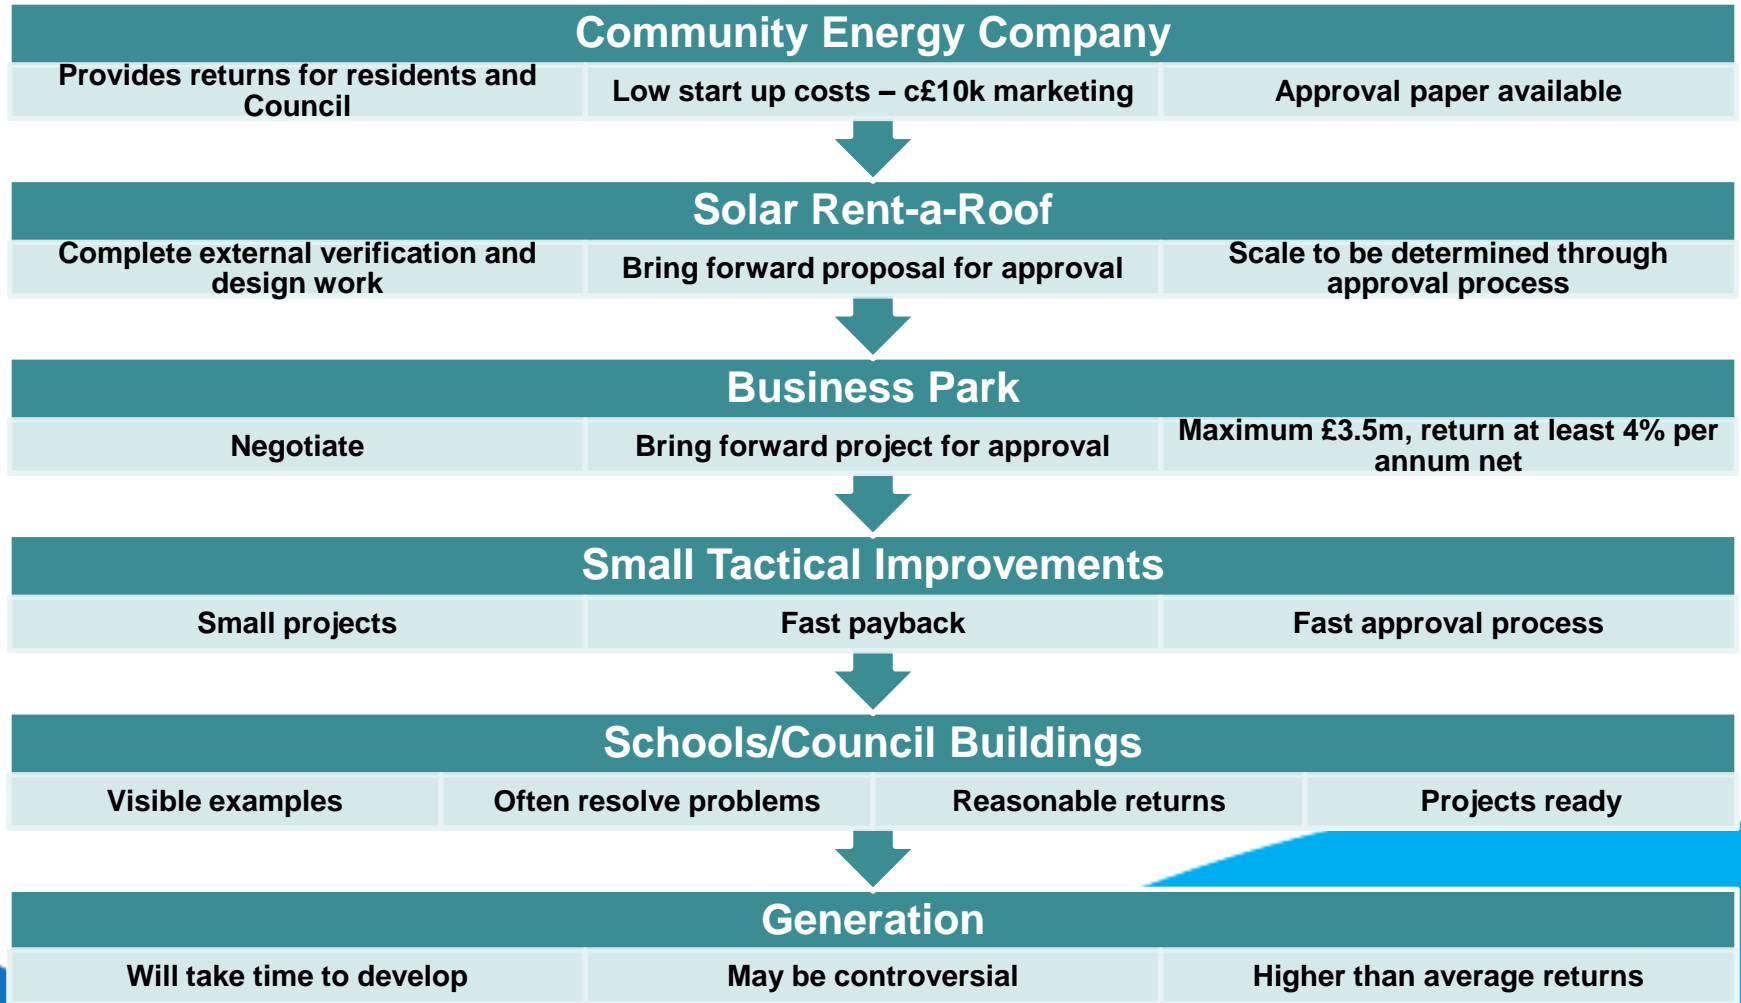 Community Energy Company
Provides returns for residents and
Council
Low start up costs – c£10k marketing
Approval paper available
Solar Rent-a-Roof
Complete external verification and
design work
Bring forward proposal for approval
Scale to be determined through
approval process
Business Park
Negotiate
Bring forward project for approval
Maximum £3.5m, return at least 4% per
annum net
Small Tactical Improvements
Small projects
Fast payback
Fast approval process
Schools/Council Buildings
Visible examples
Often resolve problems
Reasonable returns
Projects ready
Generation
Will take time to develop
May be controversial
Higher than average returns